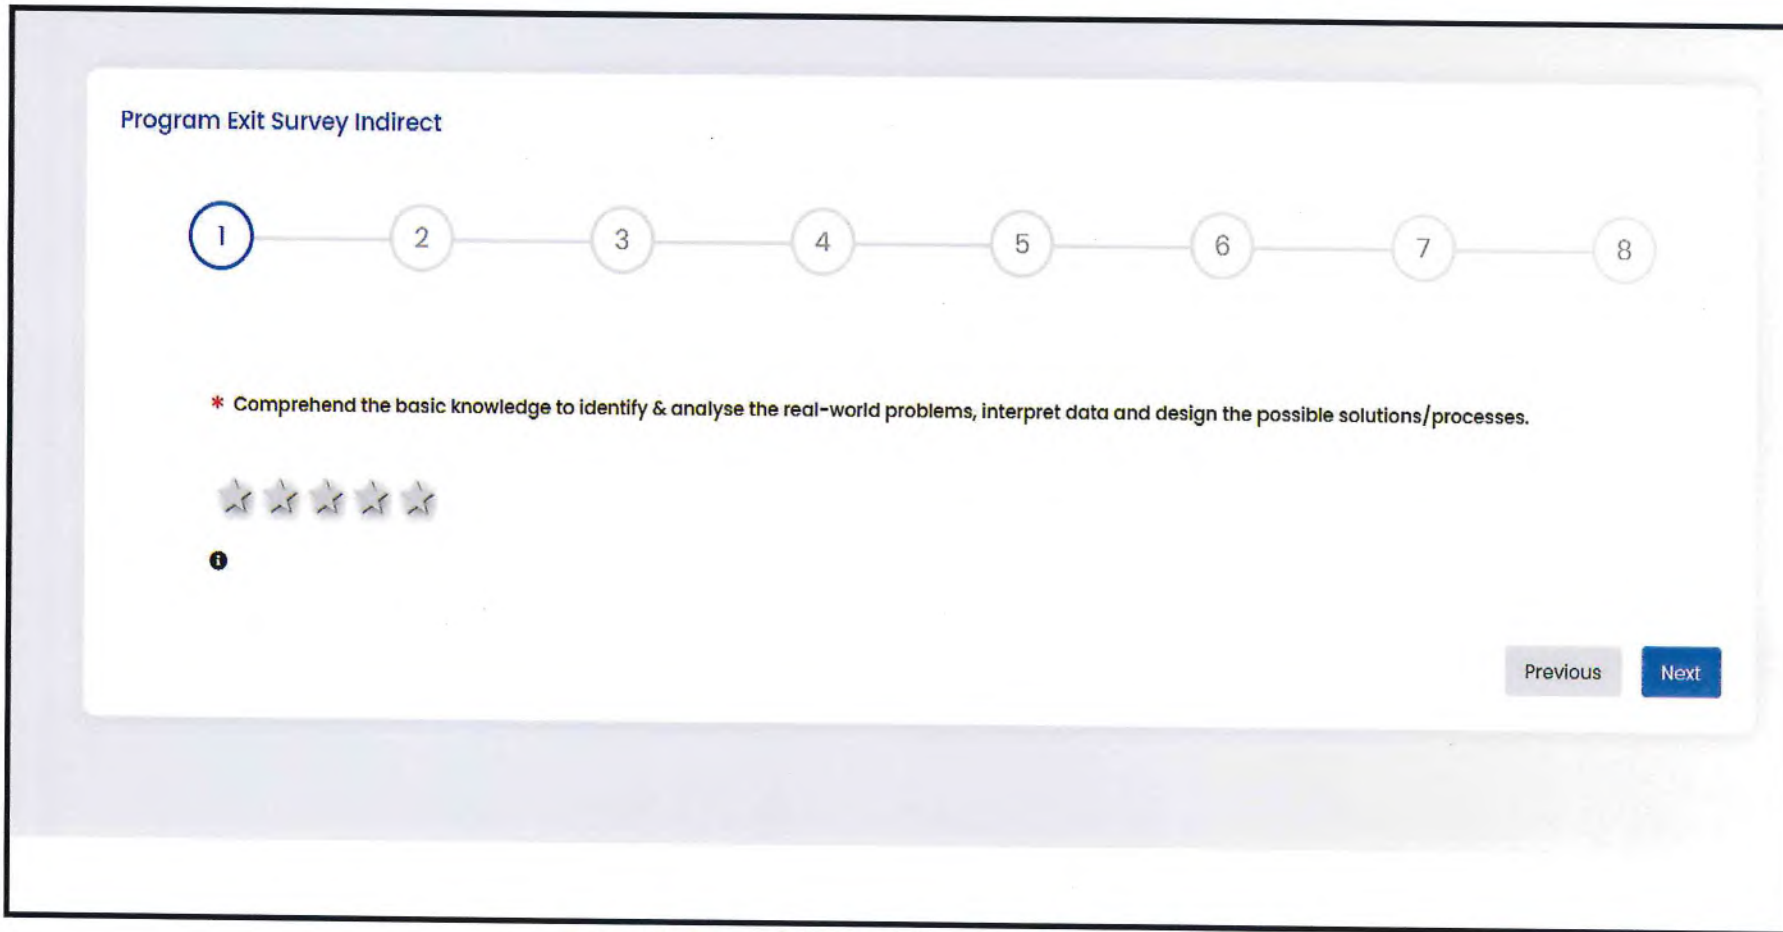 Program Exit Survey Indirect
1 2 3 4 5 6 7 8
* Comprehend the basic knowledge to identify & analyse the real-world problems, interpret data and design the possible solutions/processes.
Previous Next